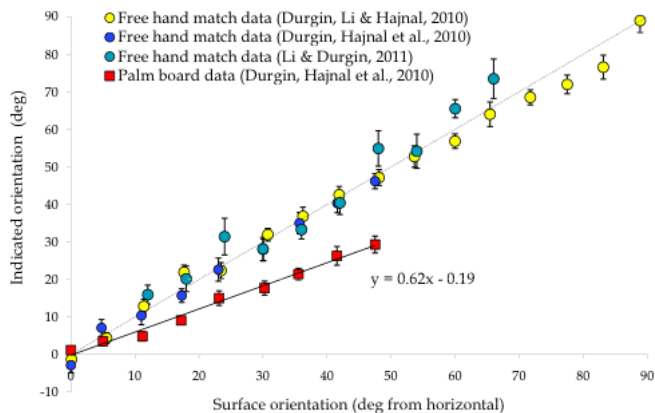 Free hand match data (Durgin, Li & Hajnal, 2010)
Free hand match data (Durgin, Hajnal et al., 2010)
Free hand match data (Li & Durgin, 2011)
Palm board data (Durgin, Hajnal et al., 2010)
Indicated orientation (deg)
90
80
70
60
50
40
30
20
10
0
-10
y = 0.62x - 0.19
0 10 20 30 40 50 60 70 80 90
Surface orientation (deg from horizontal)